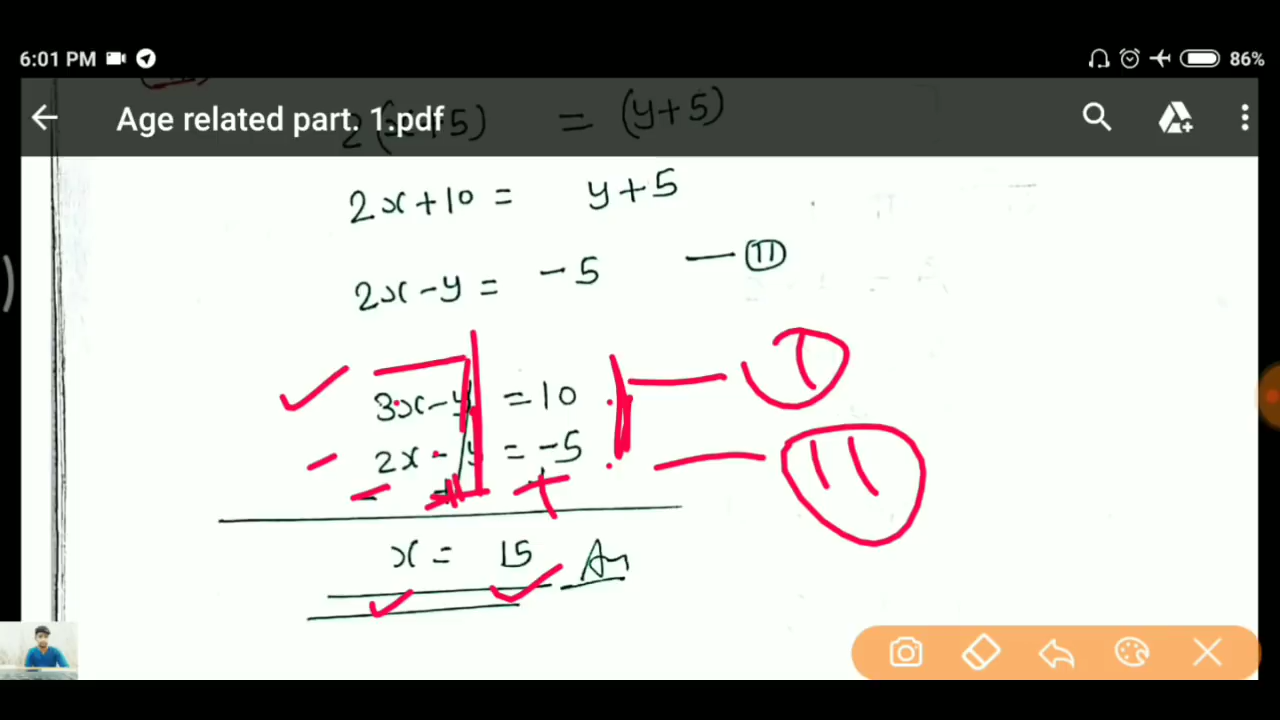 6:01 PM 86%
Age related part. 1.pdf
2(x+5) = (y+5)
2x+10 = y+5
2x-y = -5 — (II)
3x-y = 10 — (I)
2x-y = -5 — (II)
- + +
x = 15 Ans